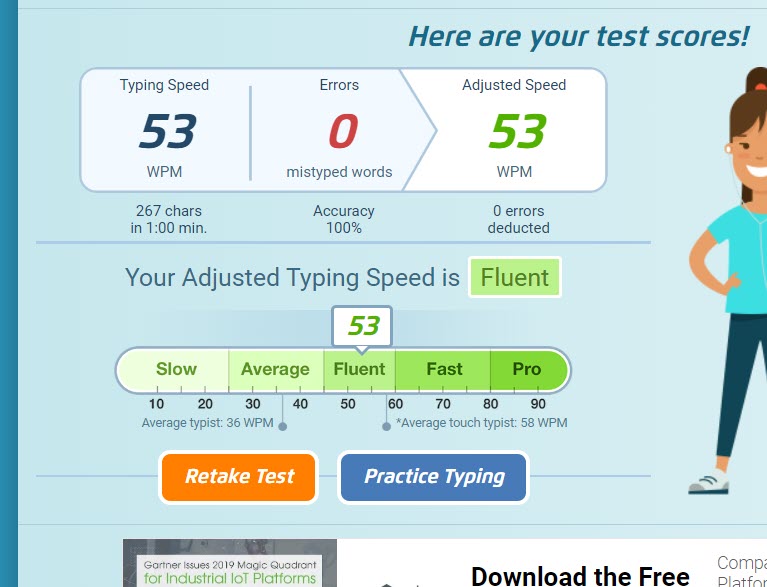 Here are your test scores!
Typing Speed
53
WPM
Errors
0
mistyped words
Adjusted Speed
53
WPM
267 chars
in 1:00 min.
Accuracy
100%
0 errors
deducted
Your Adjusted Typing Speed is Fluent
53
Slow Average Fluent Fast Pro
10 20 30 40 50 60 70 80 90
Average typist: 36 WPM *Average touch typist: 58 WPM
Retake Test Practice Typing
Gartner Issues 2019 Magic Quadrant
for Industrial IoT Platforms
Download the Free